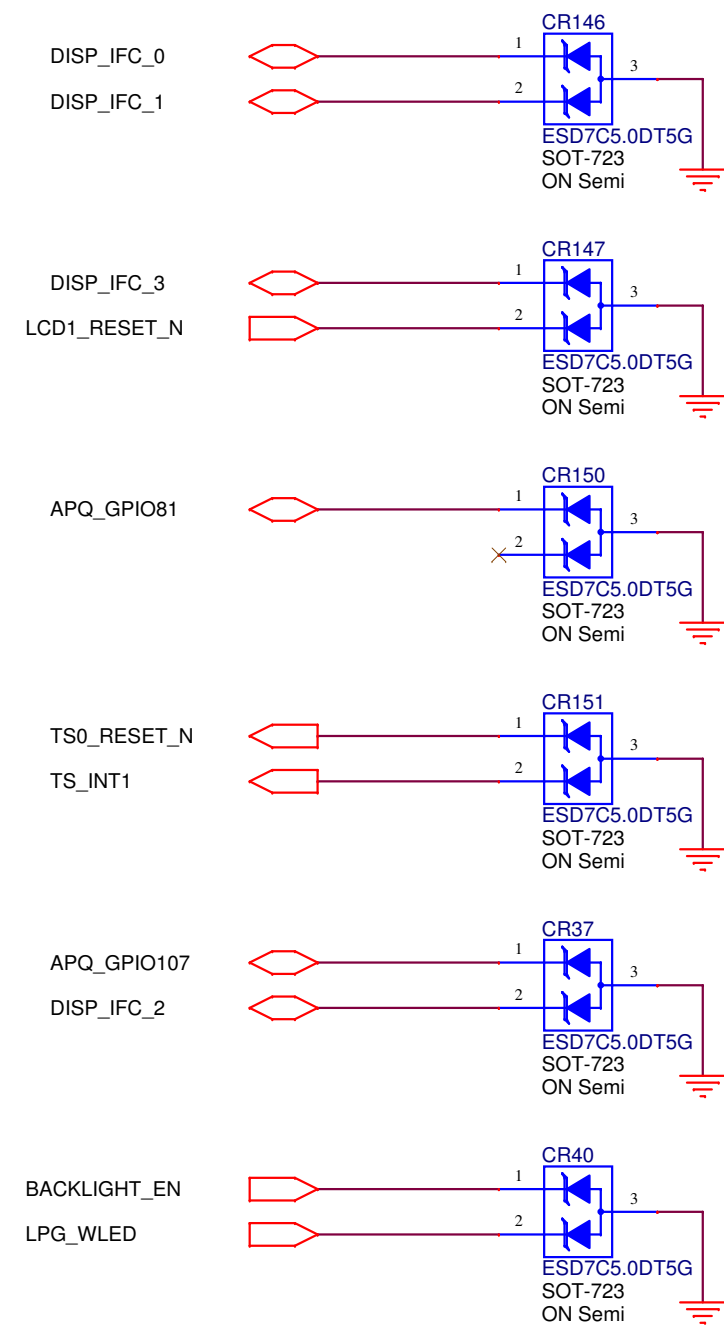 CR146
DISP_IFC_0 1
3
DISP_IFC_1 2
ESD7C5.0DT5G
SOT-723
ON Semi
CR147
DISP_IFC_3 1
3
LCD1_RESET_N 2
ESD7C5.0DT5G
SOT-723
ON Semi
CR150
APQ_GPIO81 1
3
2
ESD7C5.0DT5G
SOT-723
ON Semi
CR151
TS0_RESET_N 1
3
TS_INT1 2
ESD7C5.0DT5G
SOT-723
ON Semi
CR37
APQ_GPIO107 1
3
DISP_IFC_2 2
ESD7C5.0DT5G
SOT-723
ON Semi
CR40
BACKLIGHT_EN 1
3
LPG_WLED 2
ESD7C5.0DT5G
SOT-723
ON Semi